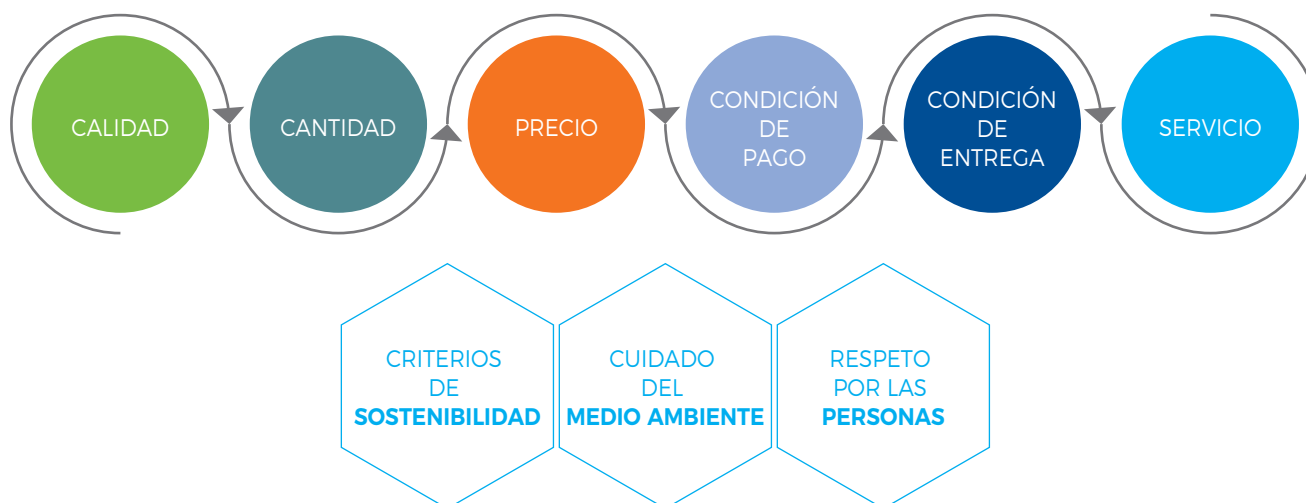 CALIDAD
CANTIDAD
PRECIO
CONDICIÓN
DE
PAGO
CONDICIÓN
DE
ENTREGA
SERVICIO
CRITERIOS
DE
SOSTENIBILIDAD
CUIDADO
DEL
MEDIO AMBIENTE
RESPETO
POR LAS
PERSONAS